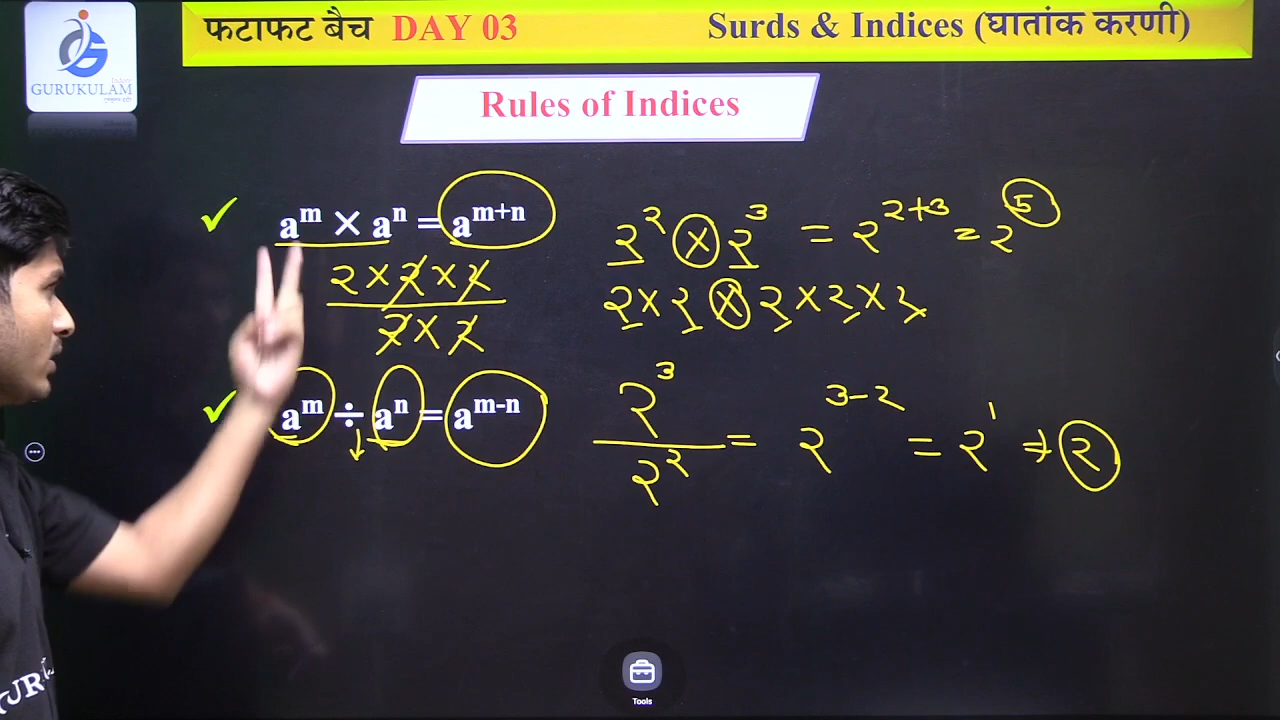 फटाफट बैच DAY 03 Surds & Indices (घातांक करणी)
Indore
GURUKULAM
Rules of Indices
✓ aᵐ × aⁿ = aᵐ⁺ⁿ
2² × 2³ = 2²⁺³ = 2⁵
2 × 2 × 2
2 × 2
2 × 2 × 2 × 2 × 2
✓ aᵐ ÷ aⁿ = aᵐ⁻ⁿ
2³
2²
= 2³⁻² = 2¹ ⇒ 2
Tools